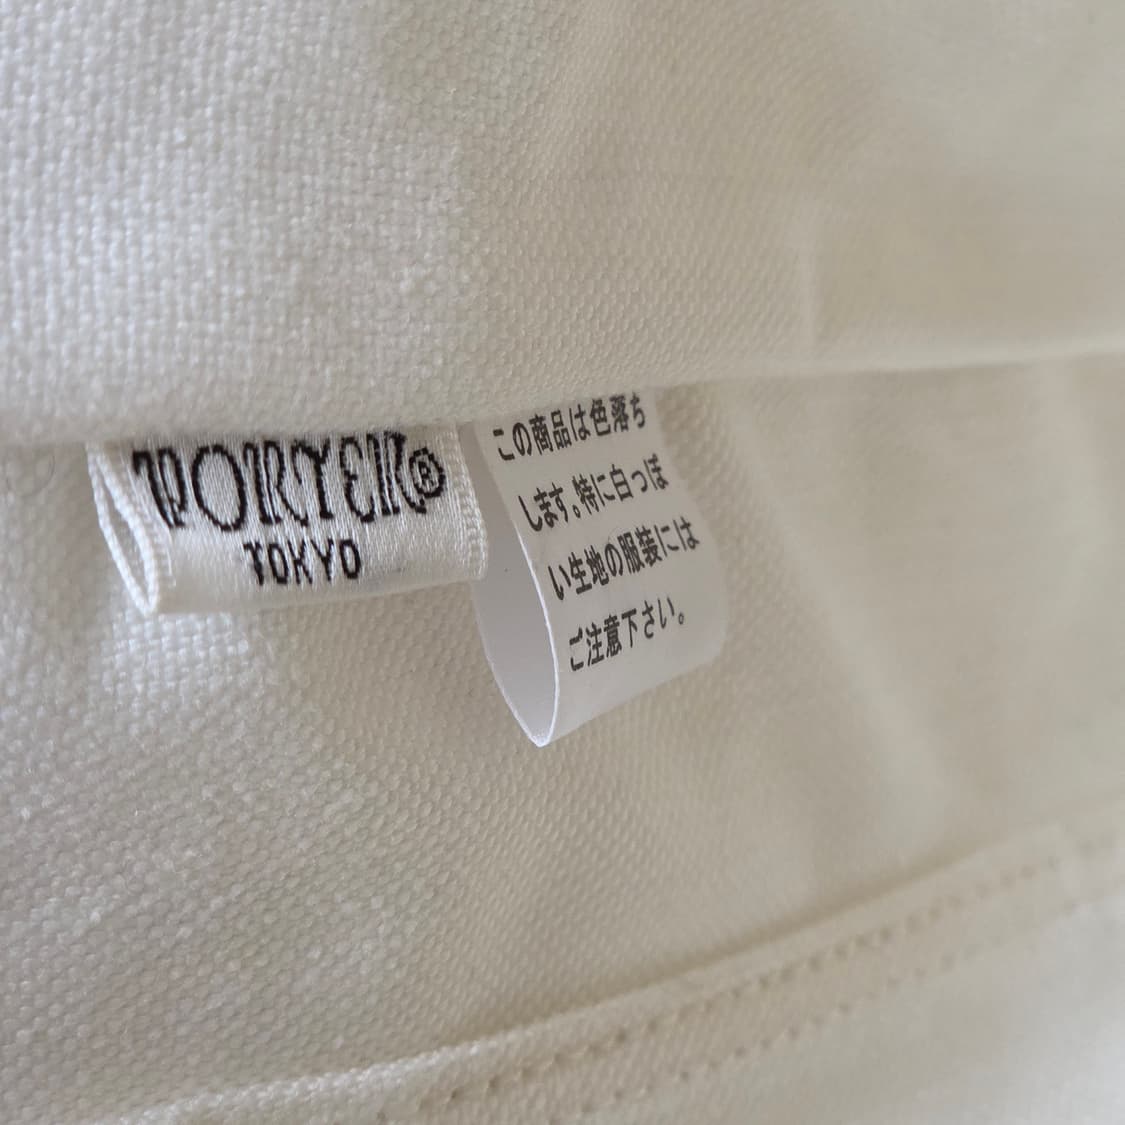 PORTER®
TOKYO
この商品は色落ち
します。特に白っぽ
い生地の服装には
ご注意下さい。